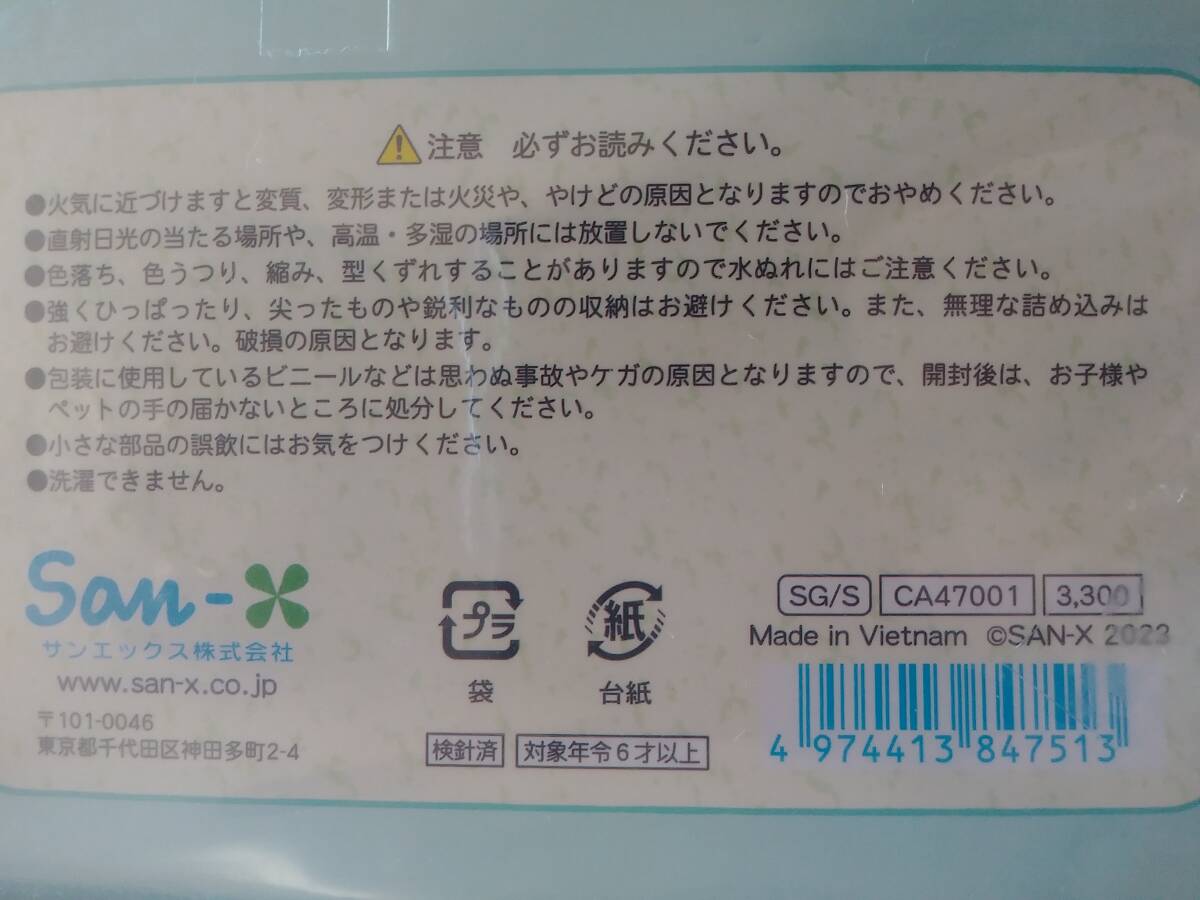 注意 必ずお読みください。
●火気に近づけますと変質、変形または火災や、やけどの原因となりますのでおやめください。
●直射日光の当たる場所や、高温・多湿の場所には放置しないでください。
●色落ち、色うつり、縮み、型くずれすることがありますので水ぬれにはご注意ください。
●強くひっぱったり、尖ったものや鋭利なものの収納はお避けください。また、無理な詰め込みは
お避けください。破損の原因となります。
●包装に使用しているビニールなどは思わぬ事故やケガの原因となりますので、開封後は、お子様や
ペットの手の届かないところに処分してください。
●小さな部品の誤飲にはお気をつけください。
●洗濯できません。
San-X
サンエックス株式会社
www.san-x.co.jp
〒101-0046
東京都千代田区神田多町2-4
プラ
袋
紙
台紙
検針済
対象年令6才以上
SG/S CA47001 3,300
Made in Vietnam ©SAN-X 2023
4 974413 847513